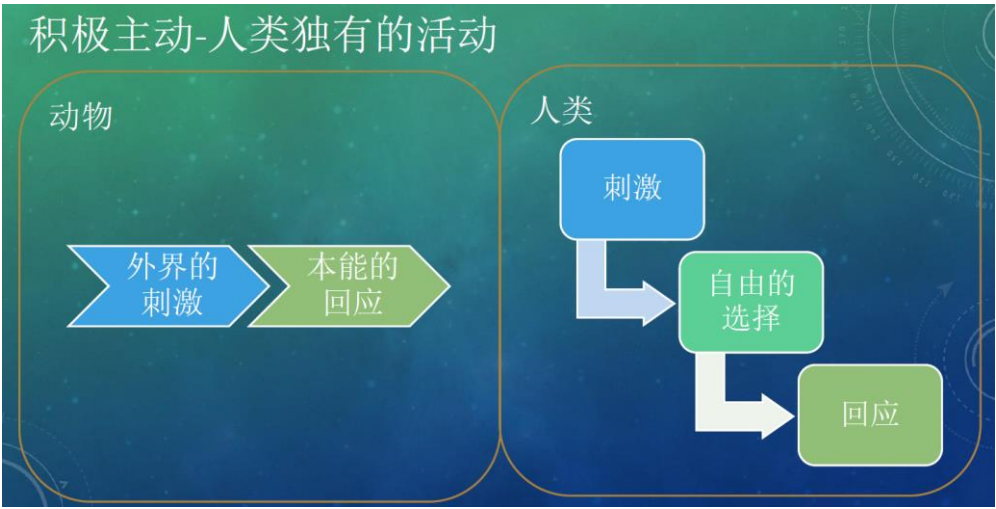 积极主动-人类独有的活动
动物
外界的
刺激
本能的
回应
人类
刺激
自由的
选择
回应